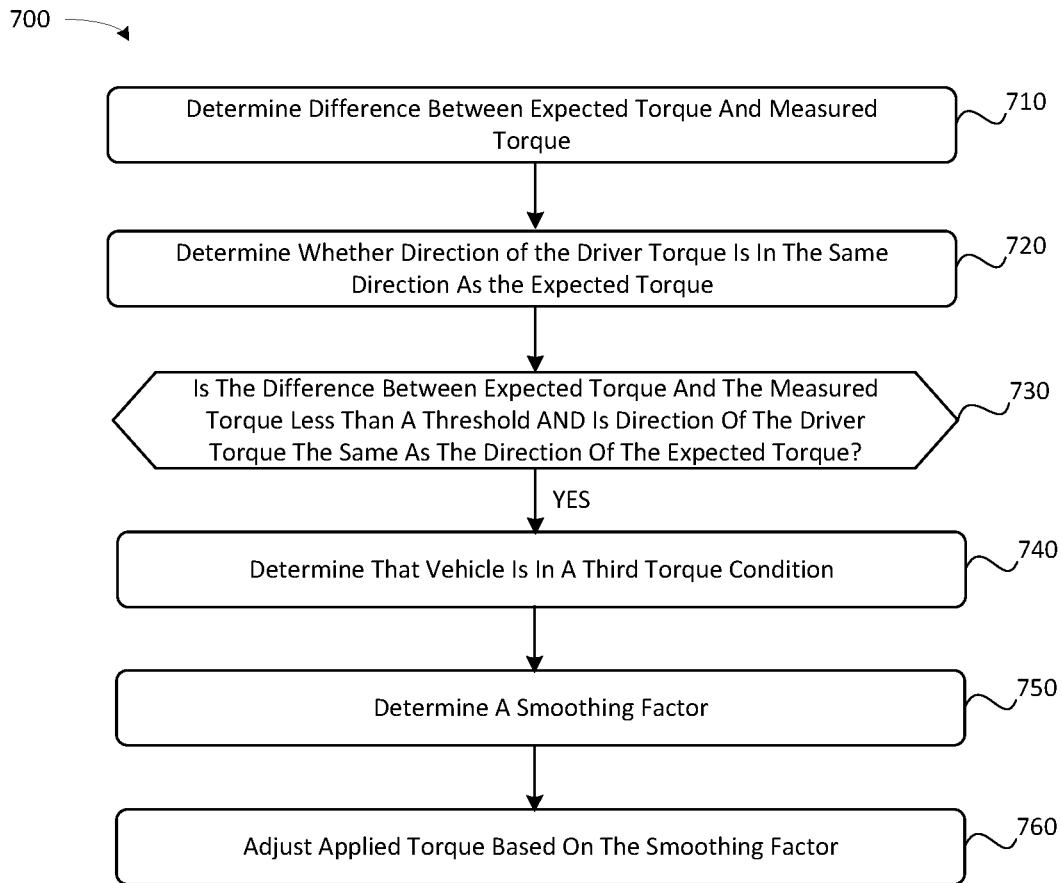 700
Determine Difference Between Expected Torque And Measured
Torque
710
Determine Whether Direction of the Driver Torque Is In The Same
Direction As the Expected Torque
720
Is The Difference Between Expected Torque And The Measured
Torque Less Than A Threshold AND Is Direction Of The Driver
Torque The Same As The Direction Of The Expected Torque?
730
YES
Determine That Vehicle Is In A Third Torque Condition
740
Determine A Smoothing Factor
750
Adjust Applied Torque Based On The Smoothing Factor
760